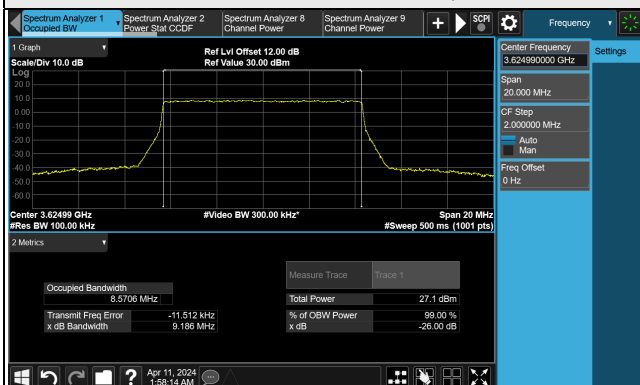 Spectrum Analyzer 1
Occupied BW
Spectrum Analyzer 2
Power Stat CCDF
Spectrum Analyzer 8
Channel Power
Spectrum Analyzer 9
Channel Power
SCPI
Frequency
1 Graph
Scale/Div 10.0 dB
Ref Lvl Offset 12.00 dB
Ref Value 30.00 dBm
Log
20.0
10.0
0.00
-10.0
-20.0
-30.0
-40.0
-50.0
-60.0
Center 3.62499 GHz
#Res BW 100.00 kHz
#Video BW 300.00 kHz*
Span 20 MHz
#Sweep 500 ms (1001 pts)
Center Frequency
3.624990000 GHz
Settings
Span
20.000 MHz
CF Step
2.000000 MHz
Auto
Man
Freq Offset
0 Hz
2 Metrics
Measure Trace
Trace 1
Occupied Bandwidth
8.5706 MHz
Total Power
27.1 dBm
Transmit Freq Error
-11.512 kHz
% of OBW Power
99.00 %
x dB Bandwidth
9.186 MHz
x dB
-26.00 dB
?
Apr 11, 2024
1:58:14 AM